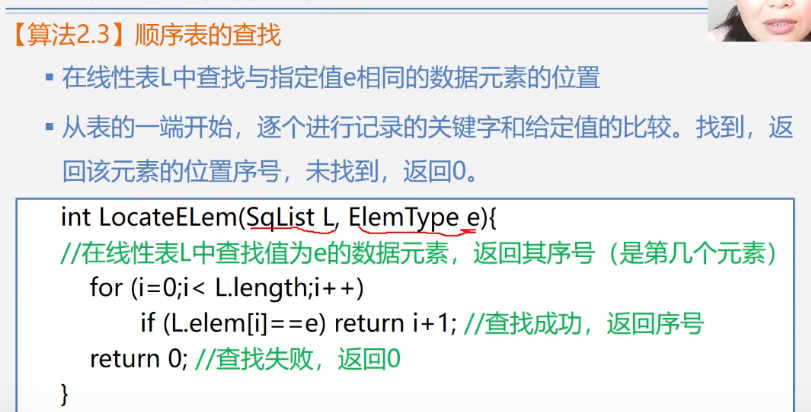 【算法2.3】顺序表的查找
▪ 在线性表L中查找与指定值e相同的数据元素的位置
▪ 从表的一端开始，逐个进行记录的关键字和给定值的比较。找到，返
回该元素的位置序号，未找到，返回0。
int LocateELem(SqList L, ElemType e){
//在线性表L中查找值为e的数据元素，返回其序号（是第几个元素）
for (i=0;i< L.length;i++)
if (L.elem[i]==e) return i+1; //查找成功，返回序号
return 0; //查找失败，返回0
}